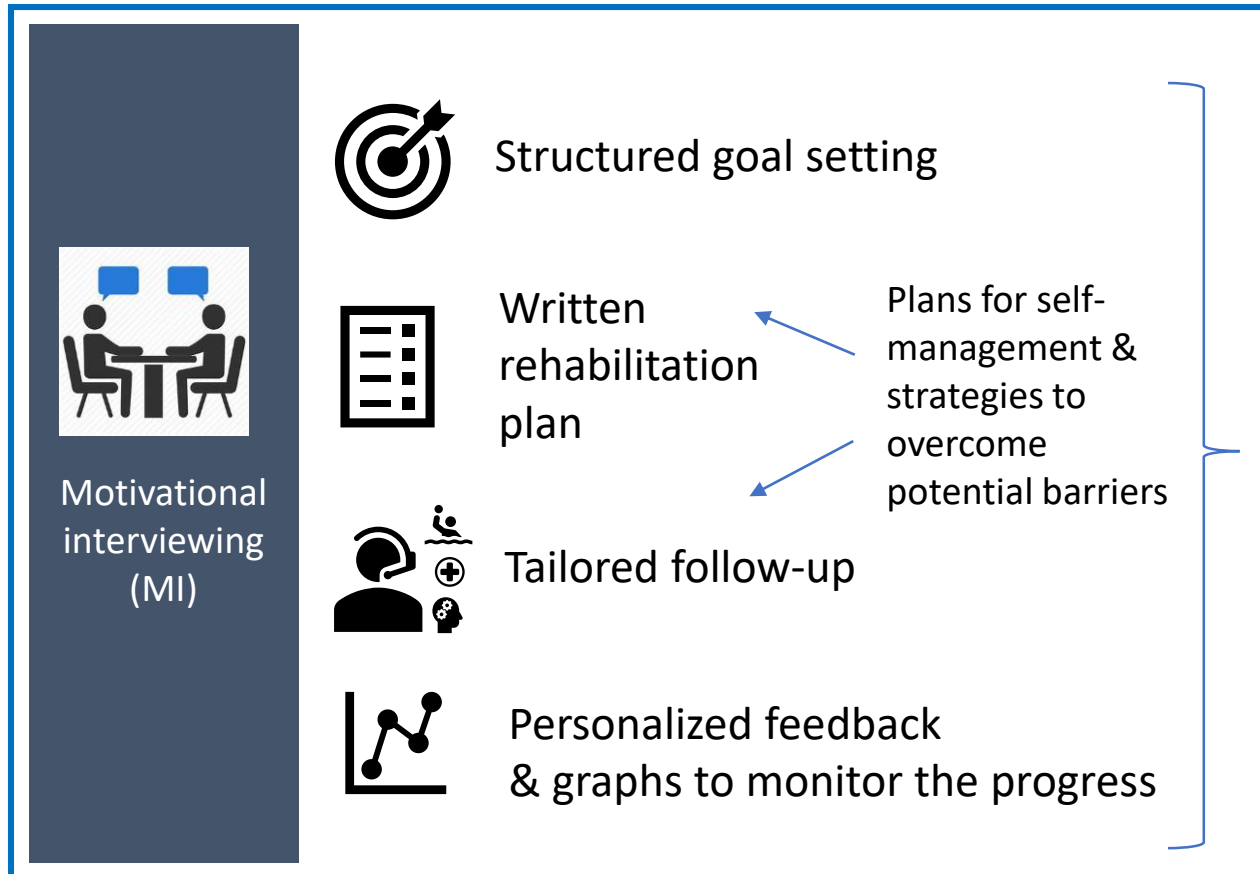 Motivational
interviewing
(MI)
Structured goal setting
Written
rehabilitation
plan
Plans for self-
management &
strategies to
overcome
potential barriers
Tailored follow-up
Personalized feedback
& graphs to monitor the progress